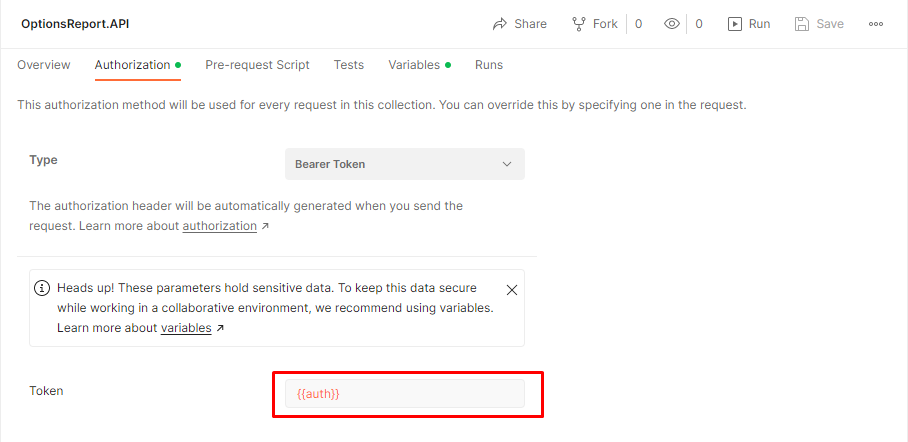 OptionsReport.API
Share
Fork
0
0
Run
Save
Overview
Authorization
Pre-request Script
Tests
Variables
Runs
This authorization method will be used for every request in this collection. You can override this by specifying one in the request.
Type
Bearer Token
The authorization header will be automatically generated when you send the
request. Learn more about authorization ↗
Heads up! These parameters hold sensitive data. To keep this data secure
while working in a collaborative environment, we recommend using variables.
Learn more about variables ↗
Token
{{auth}}